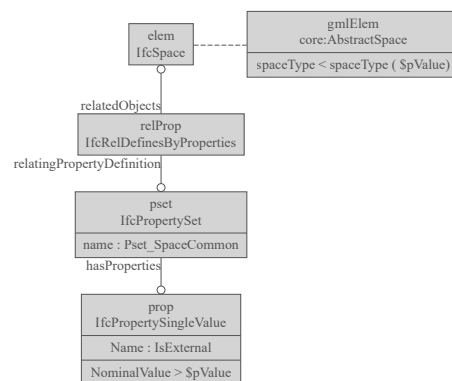 elem
IfcSpace
gmlElem
core:AbstractSpace
spaceType < spaceType ( $pValue)
relatedObjects
relProp
IfcRelDefinesByProperties
relatingPropertyDefinition
pset
IfcPropertySet
name : Pset_SpaceCommon
hasProperties
prop
IfcPropertySingleValue
Name : IsExternal
NominalValue > $pValue